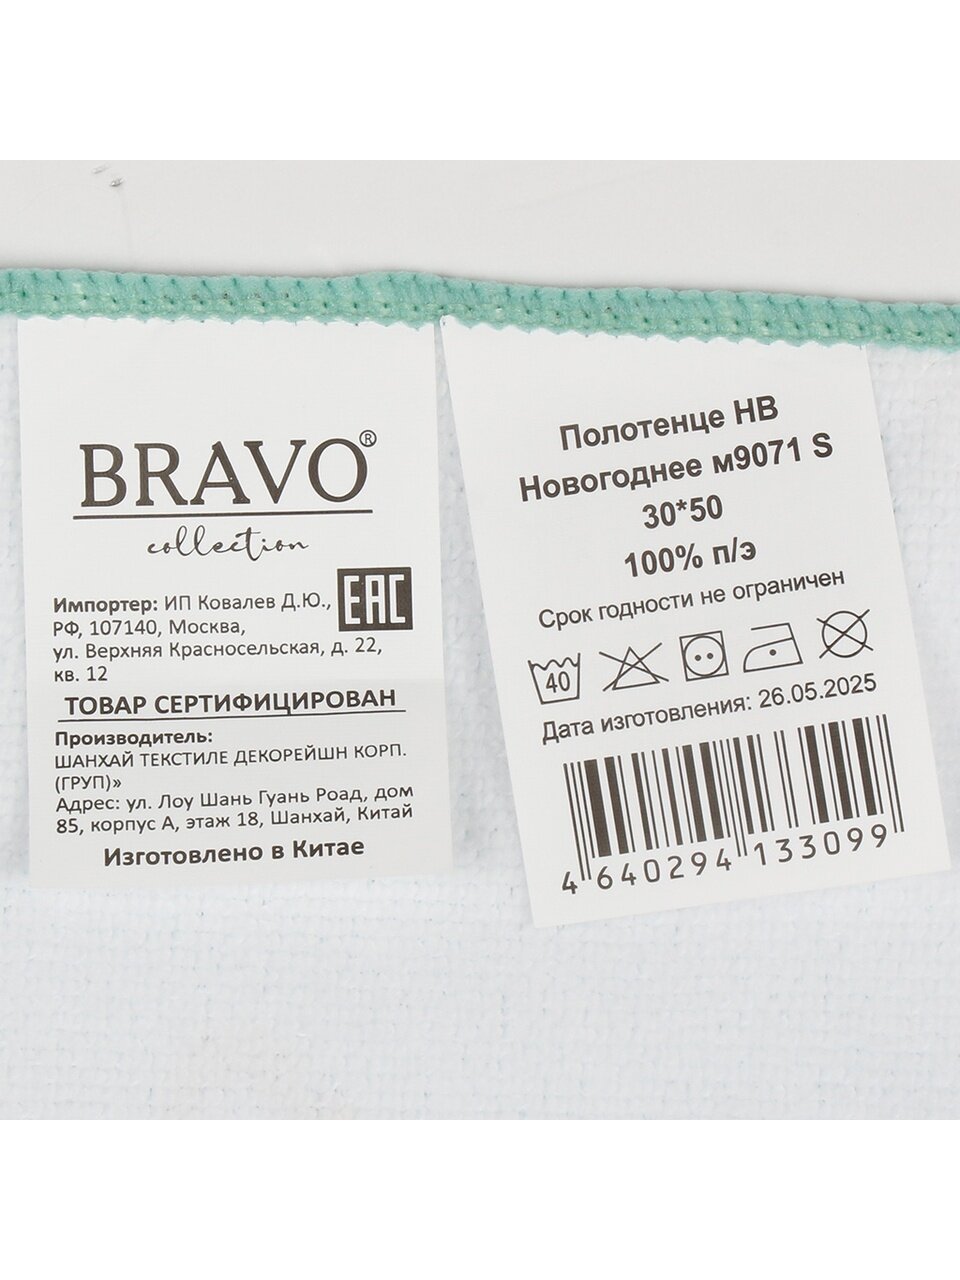 BRAVO®
collection
Импортер: ИП Ковалев Д.Ю.,
РФ, 107140, Москва,
ул. Верхняя Красносельская, д. 22,
кв. 12
EAC
ТОВАР СЕРТИФИЦИРОВАН
Производитель:
ШАНХАЙ ТЕКСТИЛЕ ДЕКОРЕЙШН КОРП.
(ГРУП)»
Адрес: ул. Лоу Шань Гуань Роад, дом
85, корпус А, этаж 18, Шанхай, Китай
Изготовлено в Китае
Полотенце НВ
Новогоднее м9071 S
30*50
100% п/э
Срок годности не ограничен
40
Дата изготовления: 26.05.2025
4 640294 133099